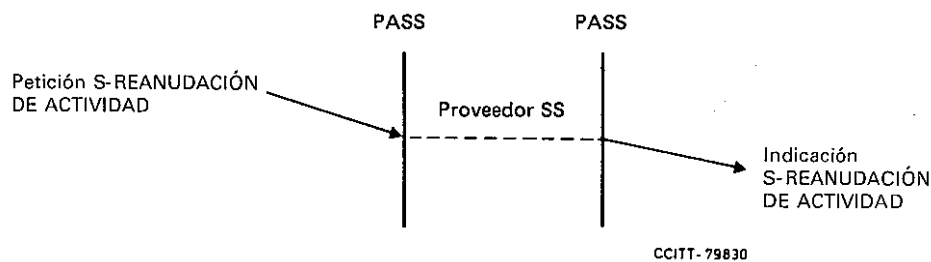 PASS PASS
Petición S-REANUDACIÓN
DE ACTIVIDAD
Proveedor SS
Indicación
S-REANUDACIÓN
DE ACTIVIDAD
CCITT-79830